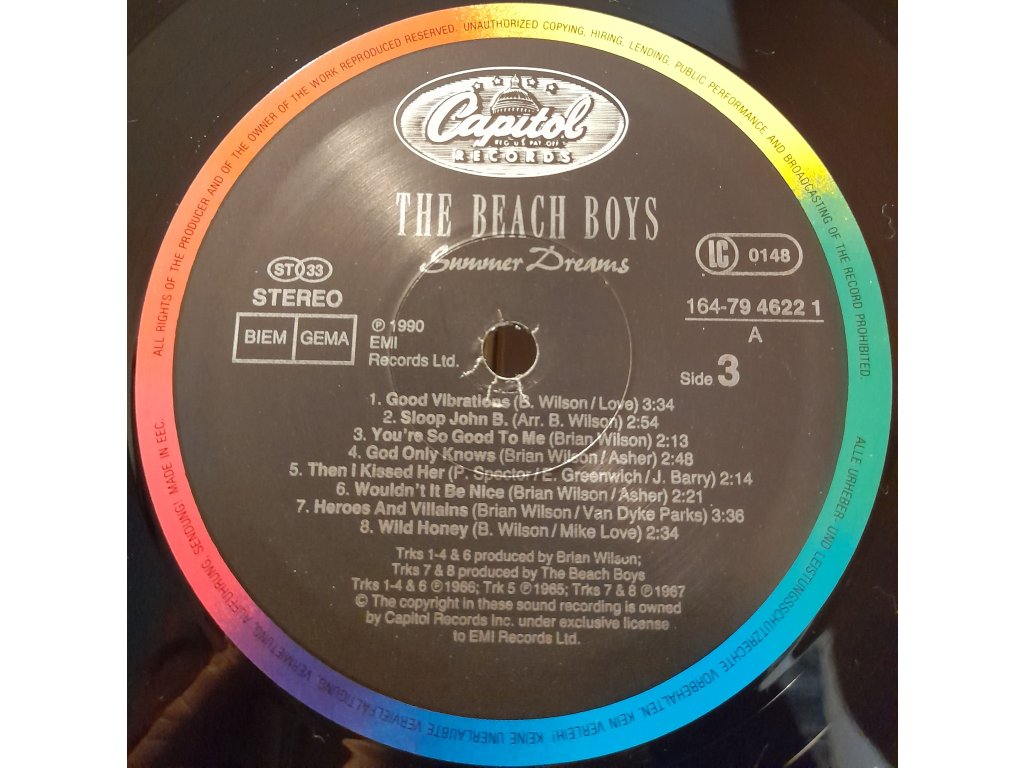 ALL RIGHTS OF THE PRODUCER AND OF THE OWNER OF THE WORK REPRODUCED RESERVED. UNAUTHORIZED COPYING, HIRING, LENDING, PUBLIC PERFORMANCE AND BROADCASTING OF THE RECORD PROHIBITED.
Capitol
REG. U.S. PAT. OFF.
RECORDS
THE BEACH BOYS
Summer Dreams
ST 33
STEREO
BIEM GEMA
℗ 1990
EMI
Records Ltd.
LC 0148
164-79 4622 1
A
Side 3
1. Good Vibrations (B. Wilson/Love) 3:34
2. Sloop John B. (Arr. B. Wilson) 2:54
3. You're So Good To Me (Brian Wilson) 2:13
4. God Only Knows (Brian Wilson/Asher) 2:48
5. Then I Kissed Her (P. Spector/E. Greenwich/J. Barry) 2:14
6. Wouldn't It Be Nice (Brian Wilson/Asher) 2:21
7. Heroes And Villains (Brian Wilson/Van Dyke Parks) 3:36
8. Wild Honey (B. Wilson/Mike Love) 2:34
Trks 1-4 & 6 produced by Brian Wilson;
Trks 7 & 8 produced by The Beach Boys
Trks 1-4 & 6 ℗1966; Trk 5 ℗1965; Trks 7 & 8 ℗1967
© The copyright in these sound recording is owned
by Capitol Records Inc. under exclusive license
to EMI Records Ltd.
ALLE URHEBER- UND LEISTUNGSSCHUTZRECHTE VORBEHALTEN. KEIN VERLEIH! KEINE UNERLAUBTE VERVIELFÄLTIGUNG, VERMIETUNG, AUFFÜHRUNG, SENDUNG! MADE IN EEC.